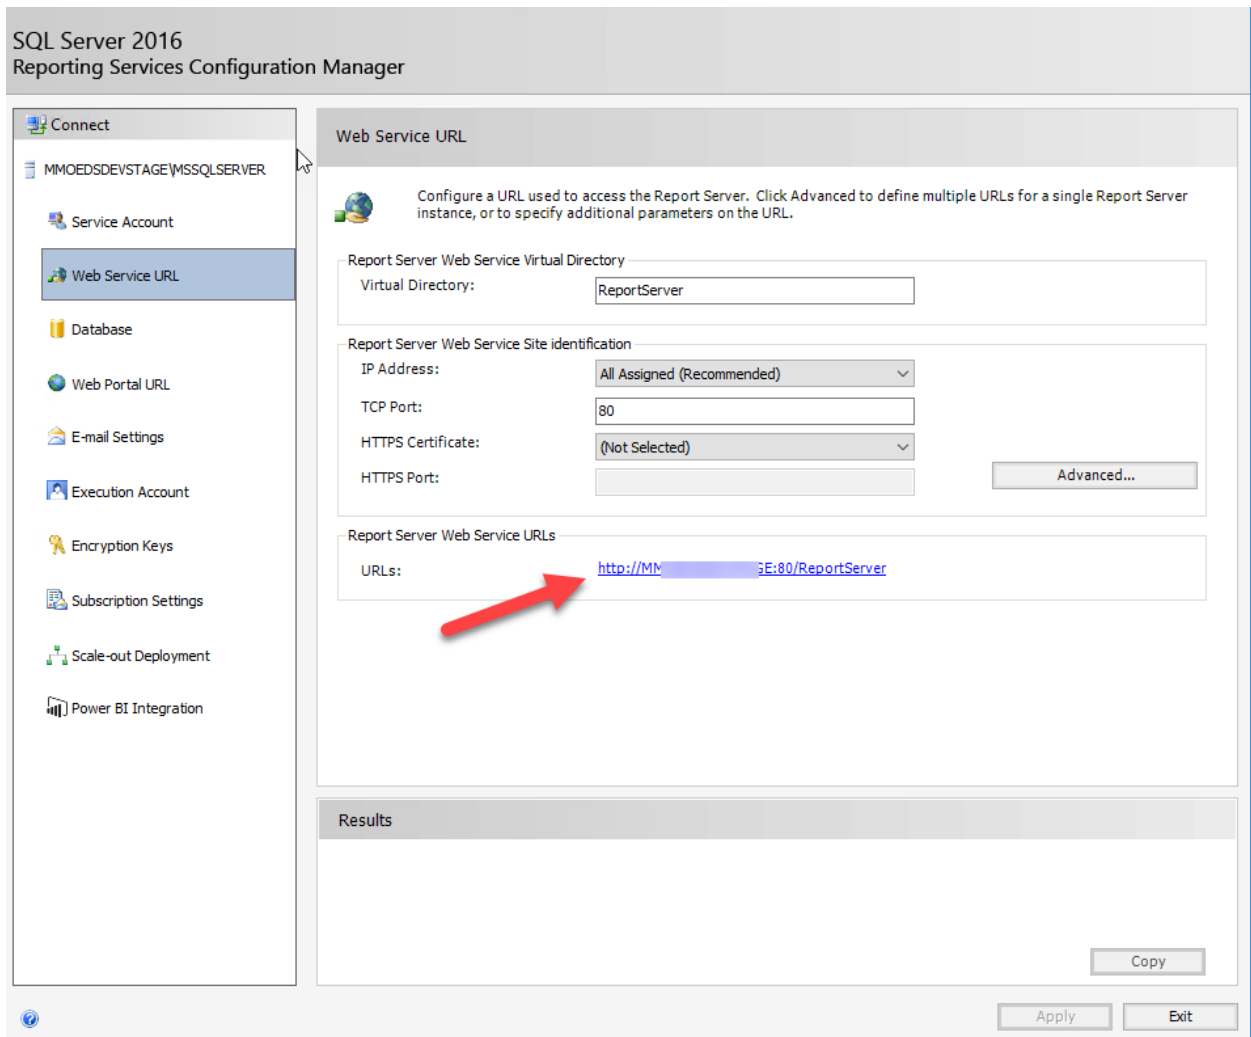 SQL Server 2016
Reporting Services Configuration Manager
Connect
MMOEDSDEVSTAGE\MSSQLSERVER
Service Account
Web Service URL
Database
Web Portal URL
E-mail Settings
Execution Account
Encryption Keys
Subscription Settings
Scale-out Deployment
Power BI Integration
Web Service URL
Configure a URL used to access the Report Server. Click Advanced to define multiple URLs for a single Report Server
instance, or to specify additional parameters on the URL.
Report Server Web Service Virtual Directory
Virtual Directory: ReportServer
Report Server Web Service Site identification
IP Address: All Assigned (Recommended)
TCP Port: 80
HTTPS Certificate: (Not Selected)
HTTPS Port:
Advanced...
Report Server Web Service URLs
URLs: http://MM GE:80/ReportServer
Results
Copy
Apply Exit